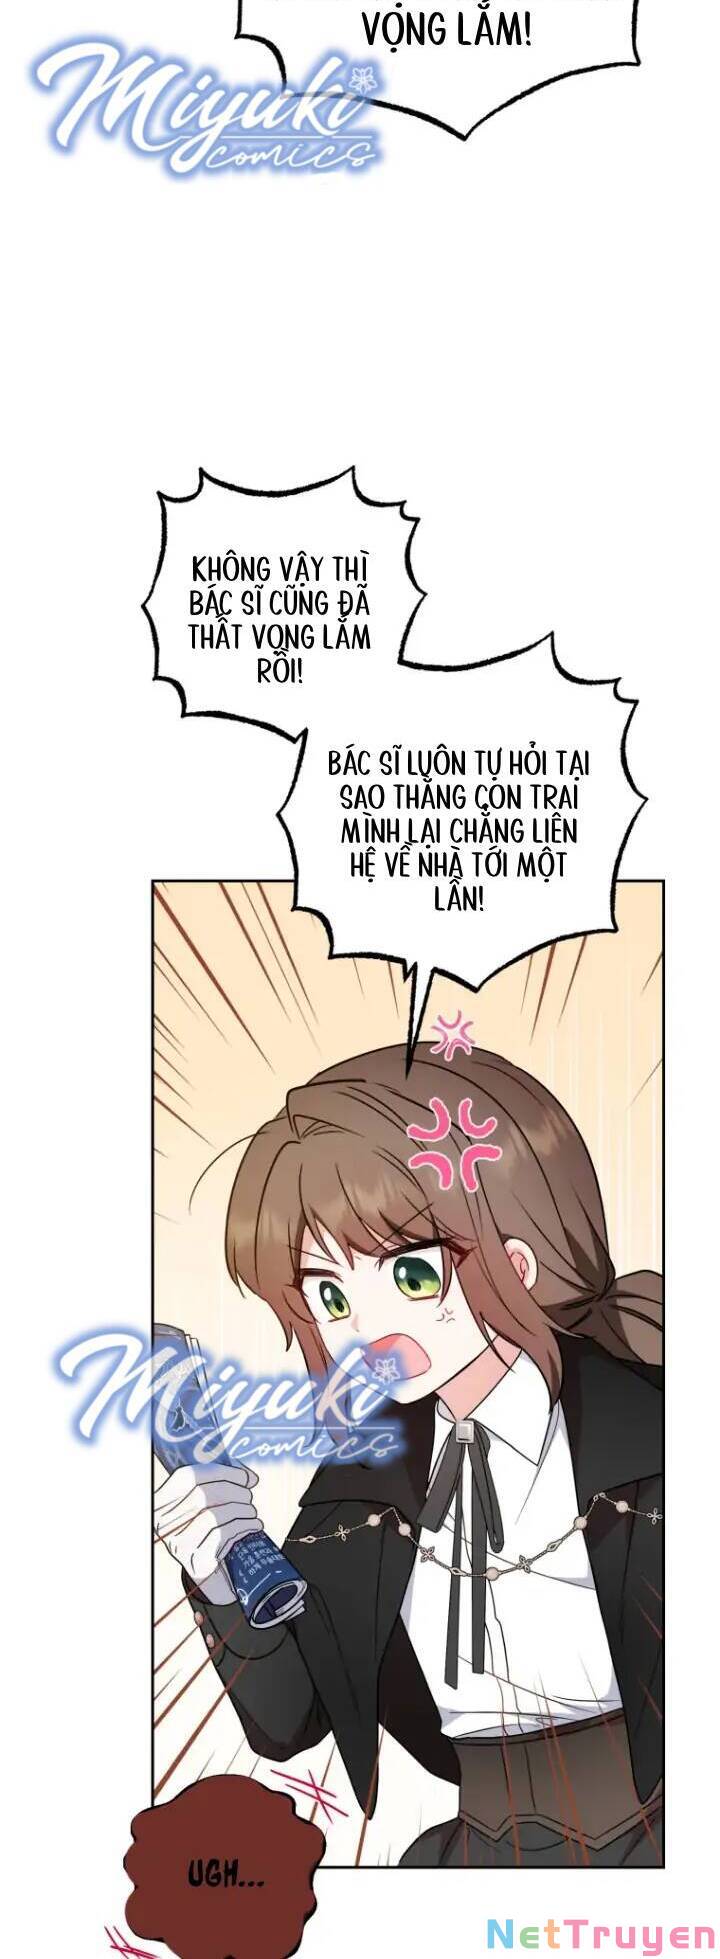 VỌNG LẮM!
Miyuki
comics
KHÔNG VẬY THÌ
BÁC SĨ CŨNG ĐÃ
THẤT VỌNG LẮM
RỒI!
BÁC SĨ LUÔN TỰ HỎI TẠI
SAO THẰNG CON TRAI
MÌNH LẠI CHẲNG LIÊN
HỆ VỀ NHÀ TỚI MỘT
LẦN!
Miyuki
comics
UGH...
NetTruyen